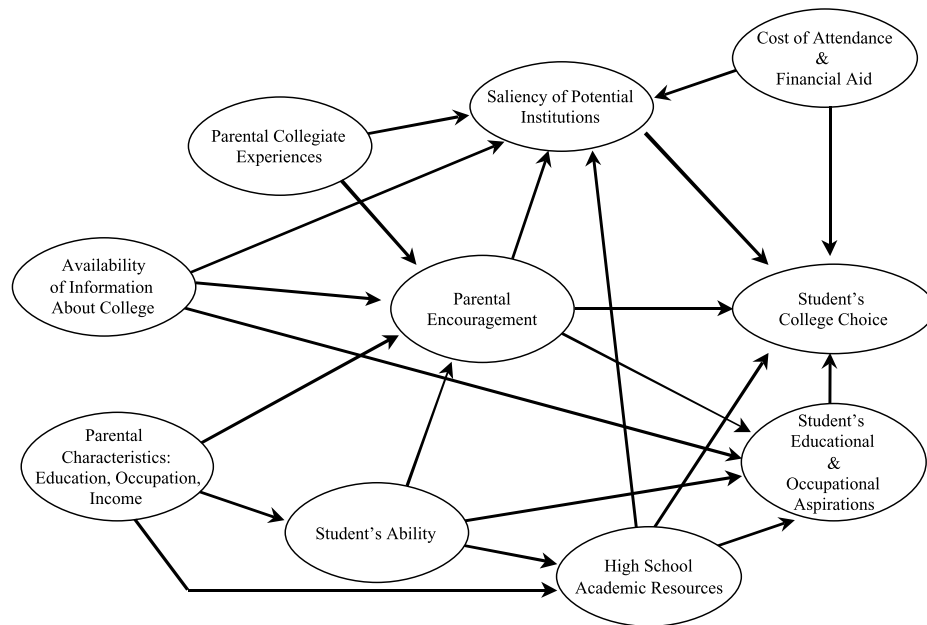 Cost of Attendance
&
Financial Aid
Saliency of Potential
Institutions
Parental Collegiate
Experiences
Availability
of Information
About College
Parental
Encouragement
Student’s
College Choice
Parental
Characteristics:
Education, Occupation,
Income
Student’s
Educational
&
Occupational
Aspirations
Student’s Ability
High School
Academic Resources